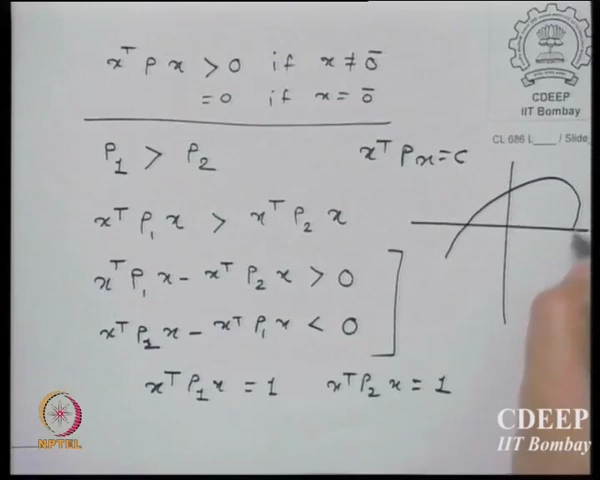 xᵀ P x > 0 if x ≠ 0̄
= 0 if x = 0̄
P₁ > P₂
xᵀ P x = c
xᵀ P₁ x > xᵀ P₂ x
xᵀ P₁ x - xᵀ P₂ x > 0
xᵀ P₂ x - xᵀ P₁ x < 0
xᵀ P₁ x = 1 xᵀ P₂ x = 1
CDEEP
IIT Bombay
CL 686 L___ / Slide
NPTEL
CDEEP
IIT Bombay